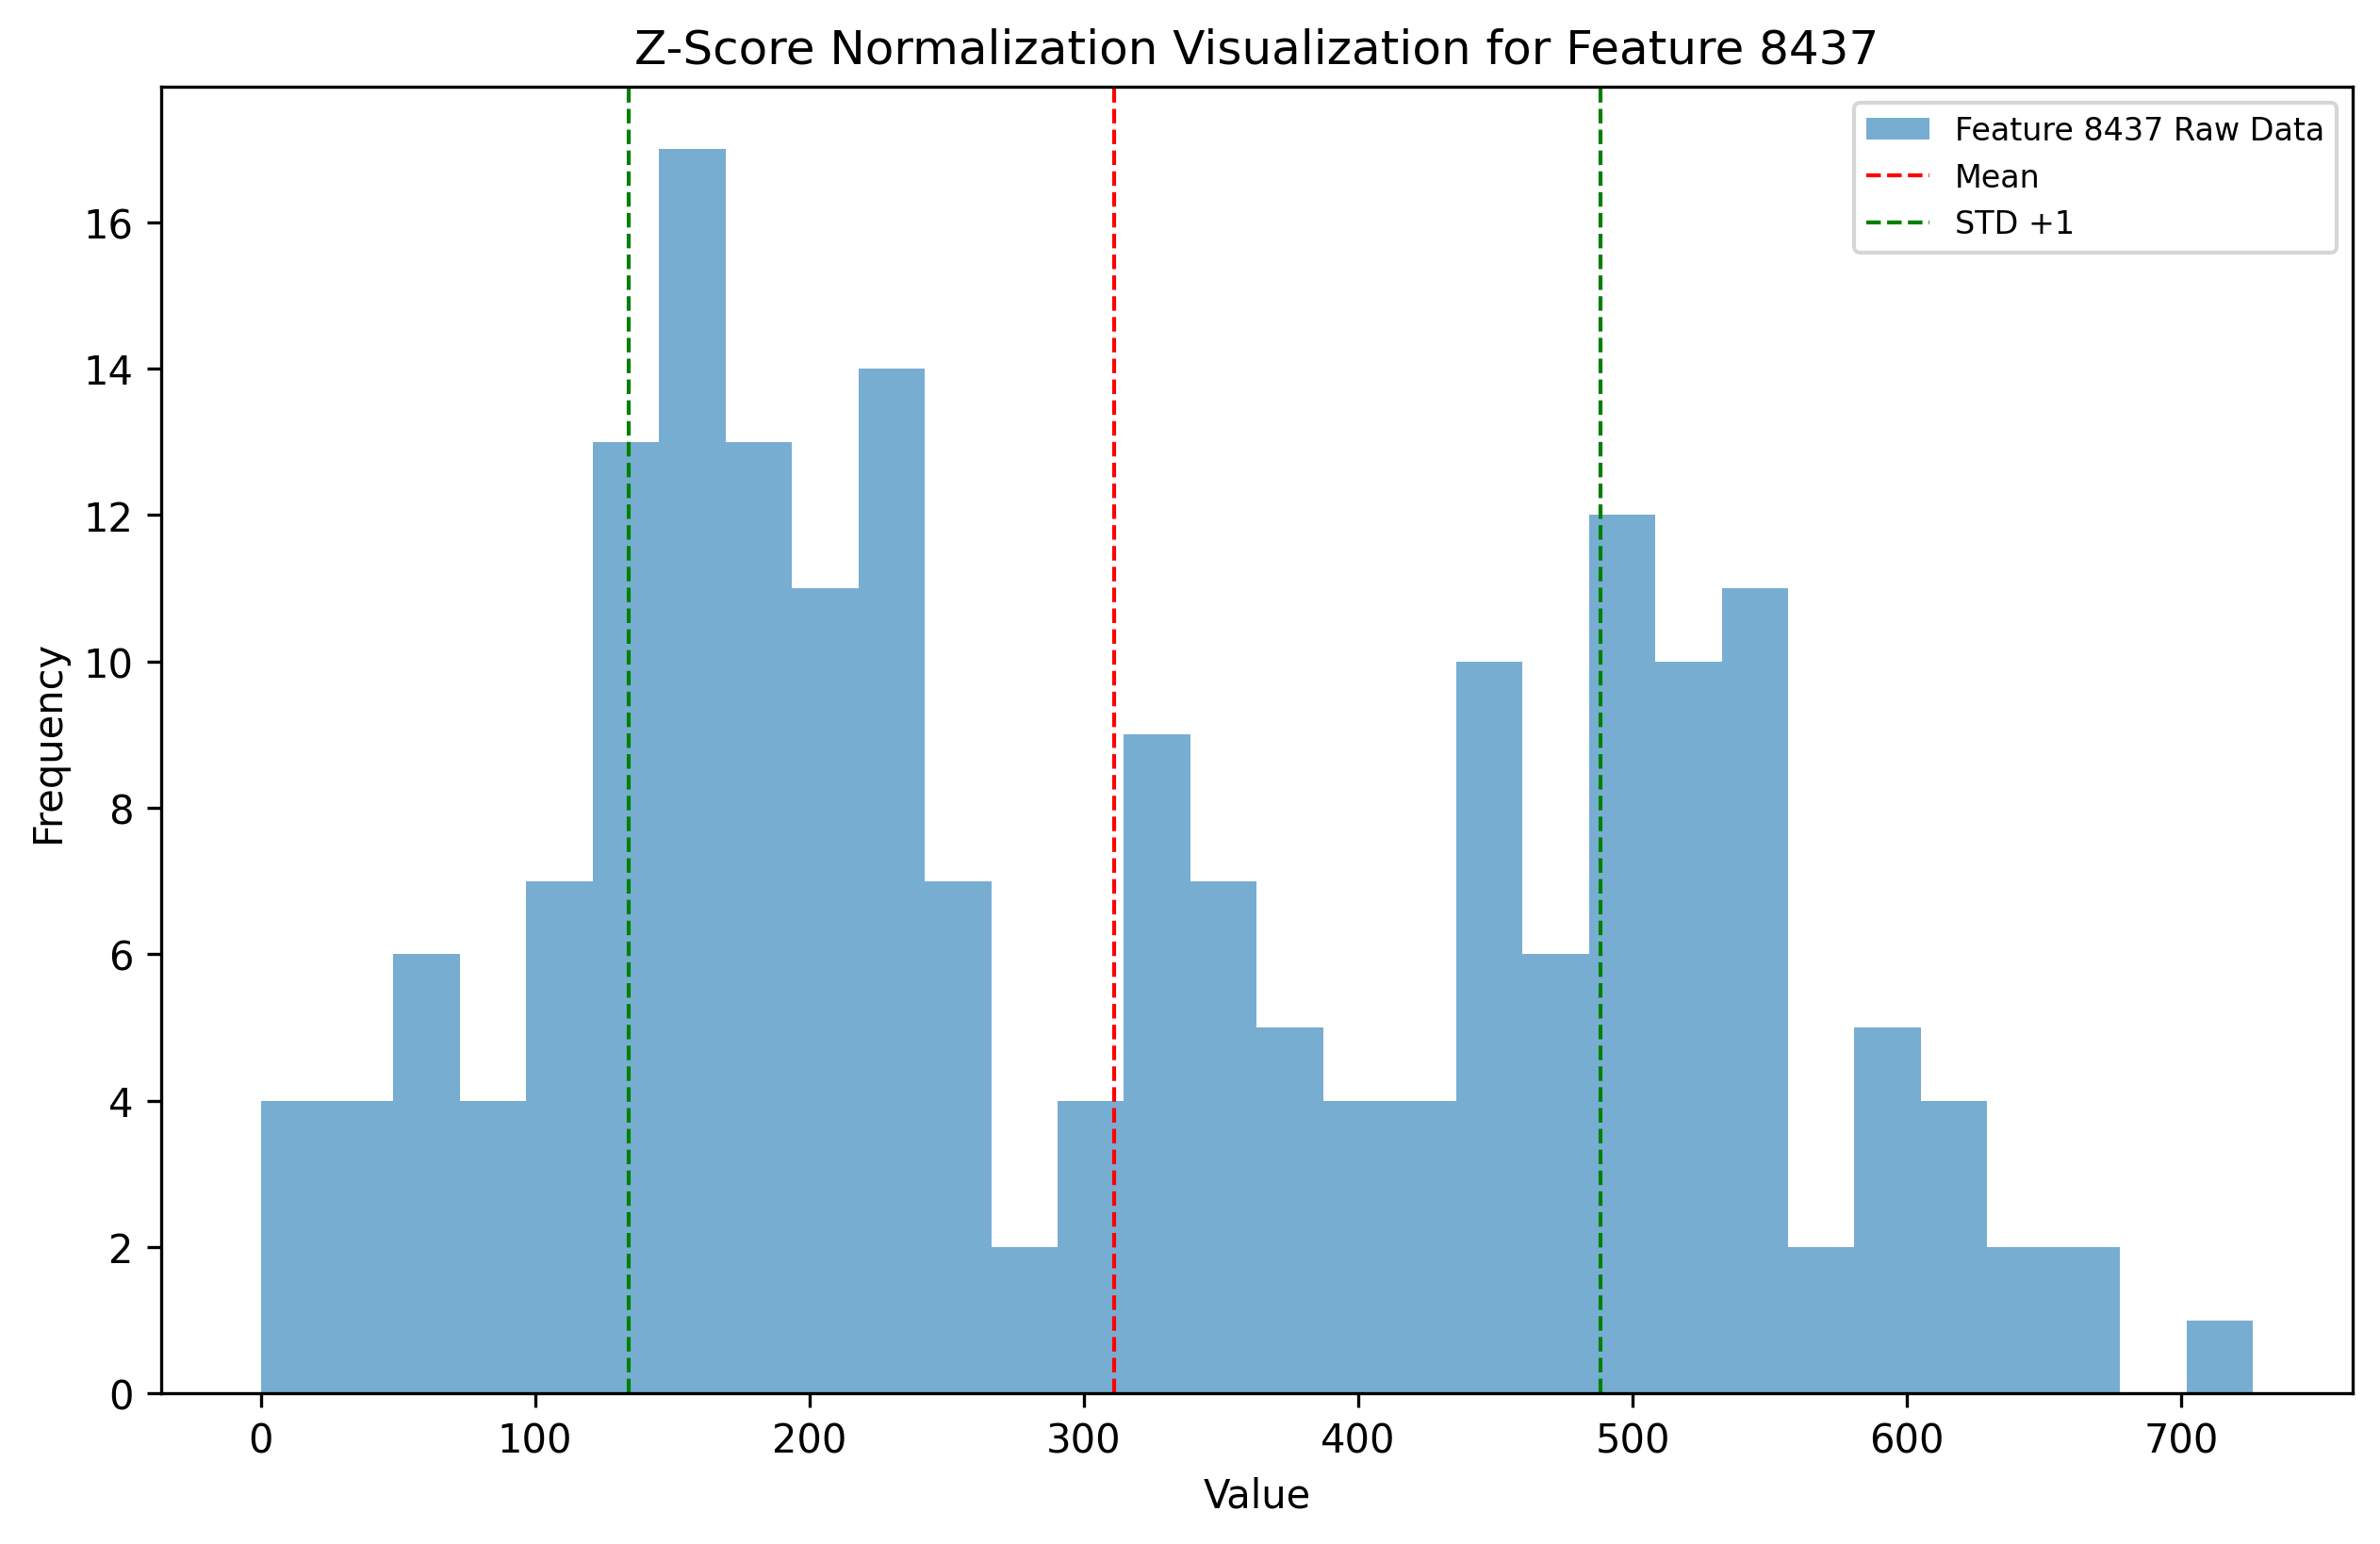 Z-Score Normalization Visualization for Feature 8437
Feature 8437 Raw Data
Mean
STD +1
Frequency
16
14
12
10
8
6
4
2
0
0 100 200 300 400 500 600 700
Value